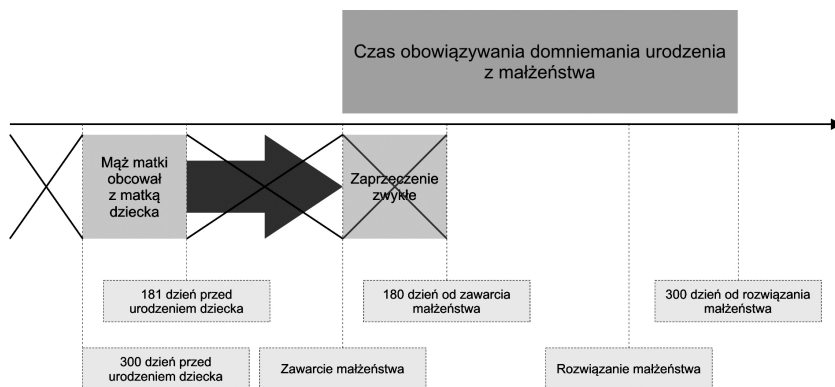 Czas obowiązywania domniemania urodzenia
z małżeństwa
Mąż matki
obcował
z matką
dziecka
Zaprzeczenie
zwykłe
181 dzień przed
urodzeniem dziecka
180 dzień od zawarcia
małżeństwa
300 dzień od rozwiązania
małżeństwa
300 dzień przed
urodzeniem dziecka
Zawarcie małżeństwa
Rozwiązanie małżeństwa